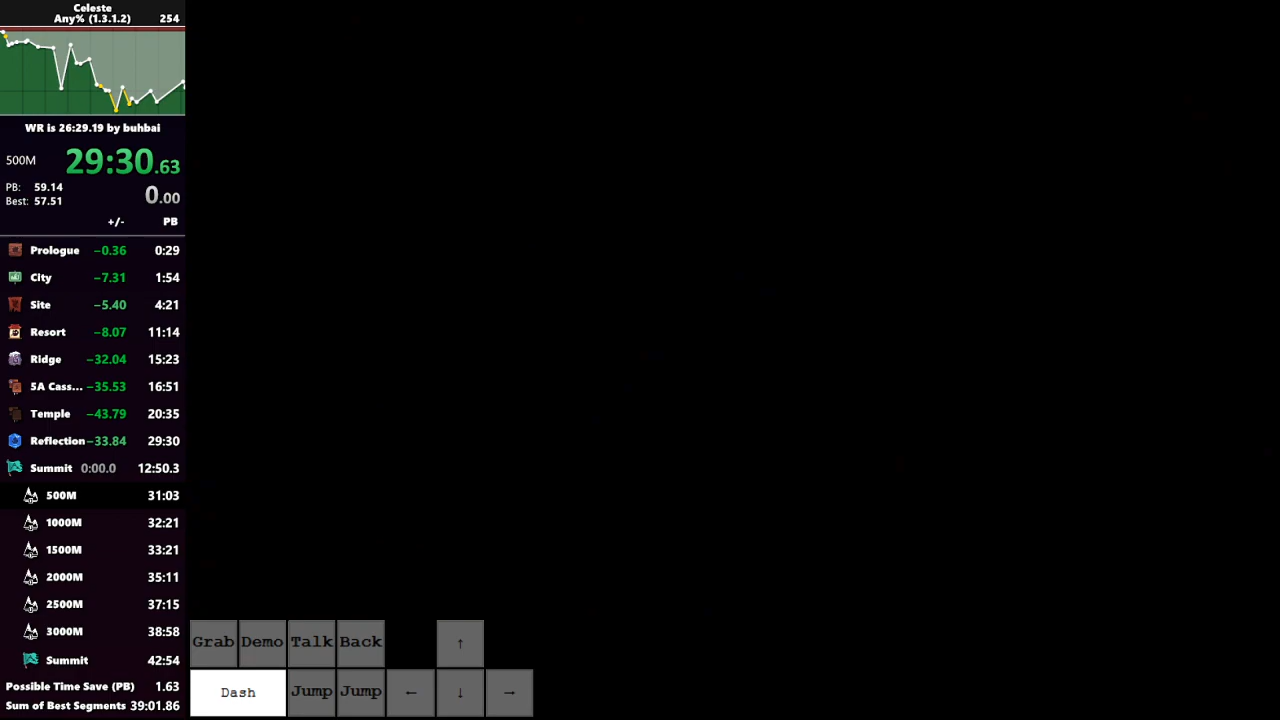 Celeste
Any% (1.3.1.2) 254
WR is 26:29.19 by buhbai
500M 29:30.63
PB: 59.14
Best: 57.51 0.00
+/- PB
Prologue −0.36 0:29
City −7.31 1:54
Site −5.40 4:21
Resort −8.07 11:14
Ridge −32.04 15:23
5A Cass... −35.53 16:51
Temple −43.79 20:35
Reflection −33.84 29:30
Summit 0:00.0 12:50.3
500M 31:03
1000M 32:21
1500M 33:21
2000M 35:11
2500M 37:15
3000M 38:58
Summit 42:54
Possible Time Save (PB) 1.63
Sum of Best Segments 39:01.86
Grab Demo Talk Back ↑
Dash Jump Jump ← ↓ →